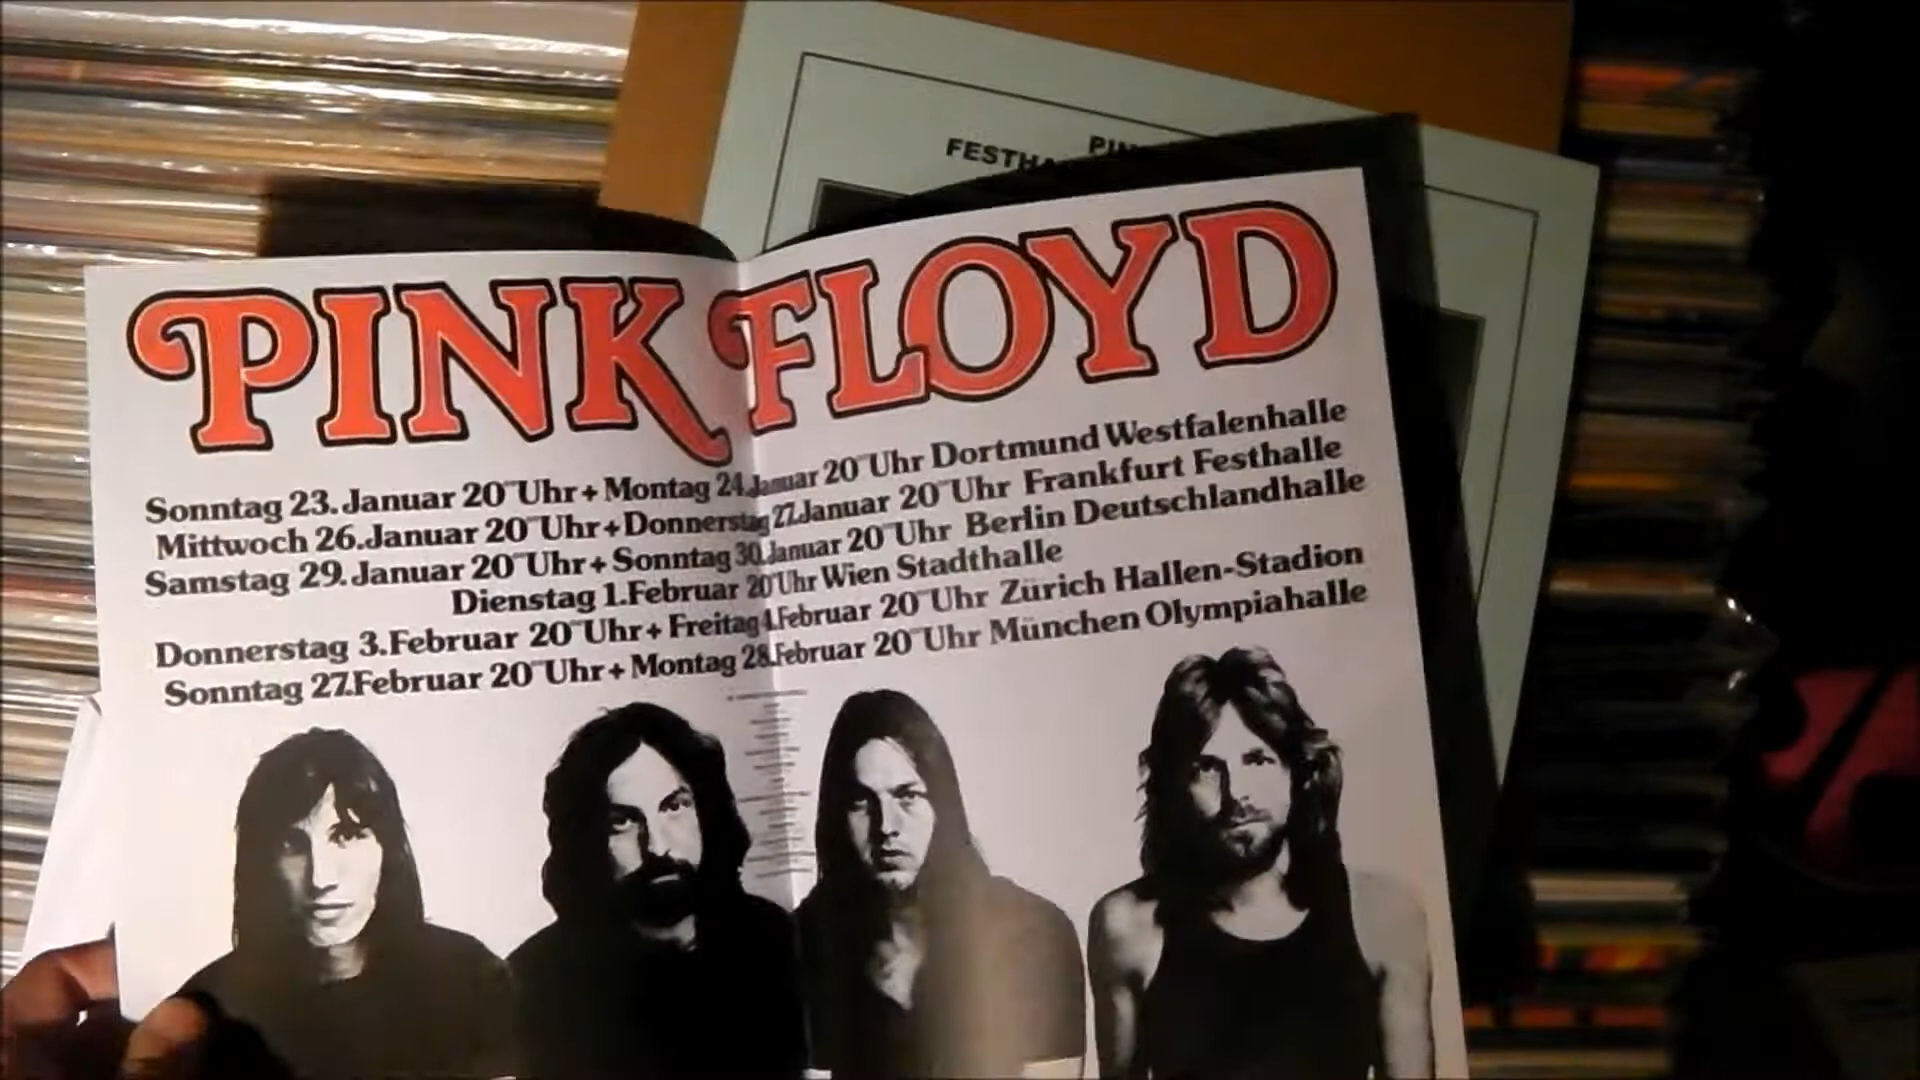 FESTHA
PINK FLOYD
Sonntag 23. Januar 20 Uhr + Montag 24. Januar 20 Uhr Dortmund Westfalenhalle
Mittwoch 26. Januar 20 Uhr + Donnerstag 27. Januar 20 Uhr Frankfurt Festhalle
Samstag 29. Januar 20 Uhr + Sonntag 30. Januar 20 Uhr Berlin Deutschlandhalle
Dienstag 1. Februar 20 Uhr Wien Stadthalle
Donnerstag 3. Februar 20 Uhr + Freitag 4. Februar 20 Uhr Zürich Hallen-Stadion
Sonntag 27. Februar 20 Uhr + Montag 28. Februar 20 Uhr München Olympiahalle